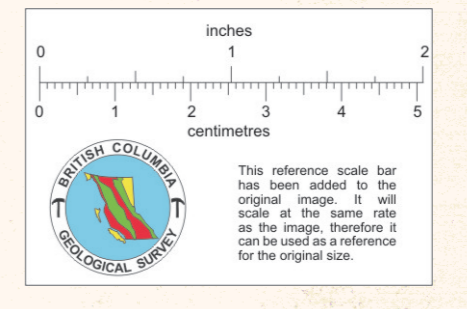 inches
0 1 2
0 1 2 3 4 5
centimetres
BRITISH COLUMBIA
GEOLOGICAL SURVEY
This reference scale bar
has been added to the
original image. It will
scale at the same rate
as the image, therefore it
can be used as a reference
for the original size.